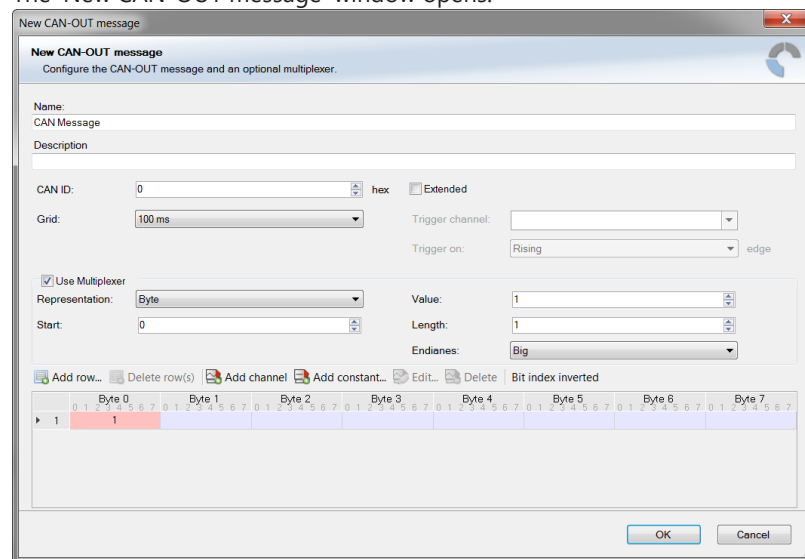 The 'New CAN-OUT message' window opens.
New CAN-OUT message
New CAN-OUT message
Configure the CAN-OUT message and an optional multiplexer.
Name:
CAN Message
Description
CAN ID: 0 hex Extended
Grid: 100 ms Trigger channel:
Trigger on: Rising edge
Use Multiplexer
Representation: Byte Value: 1
Start: 0 Length: 1
Endianes: Big
Add row... Delete row(s) Add channel Add constant... Edit... Delete Bit index inverted
Byte 0 Byte 1 Byte 2 Byte 3 Byte 4 Byte 5 Byte 6 Byte 7
0 1 2 3 4 5 6 7 0 1 2 3 4 5 6 7 0 1 2 3 4 5 6 7 0 1 2 3 4 5 6 7 0 1 2 3 4 5 6 7 0 1 2 3 4 5 6 7 0 1 2 3 4 5 6 7 0 1 2 3 4 5 6 7
1 1
OK Cancel